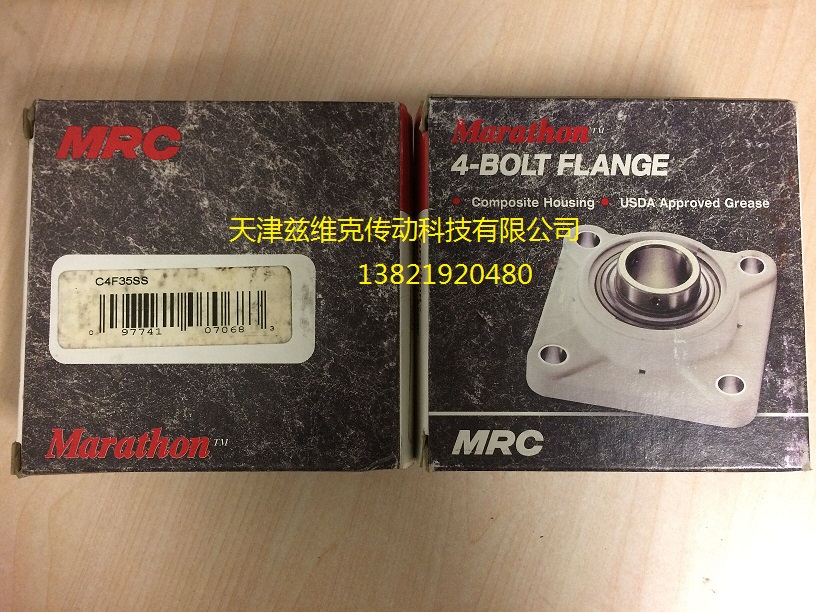 MRC
C4F35SS
0 97741 07068 3
Marathon™
Marathon™
4-BOLT FLANGE
• Composite Housing • USDA Approved Grease
MRC
天津兹维克传动科技有限公司
13821920480